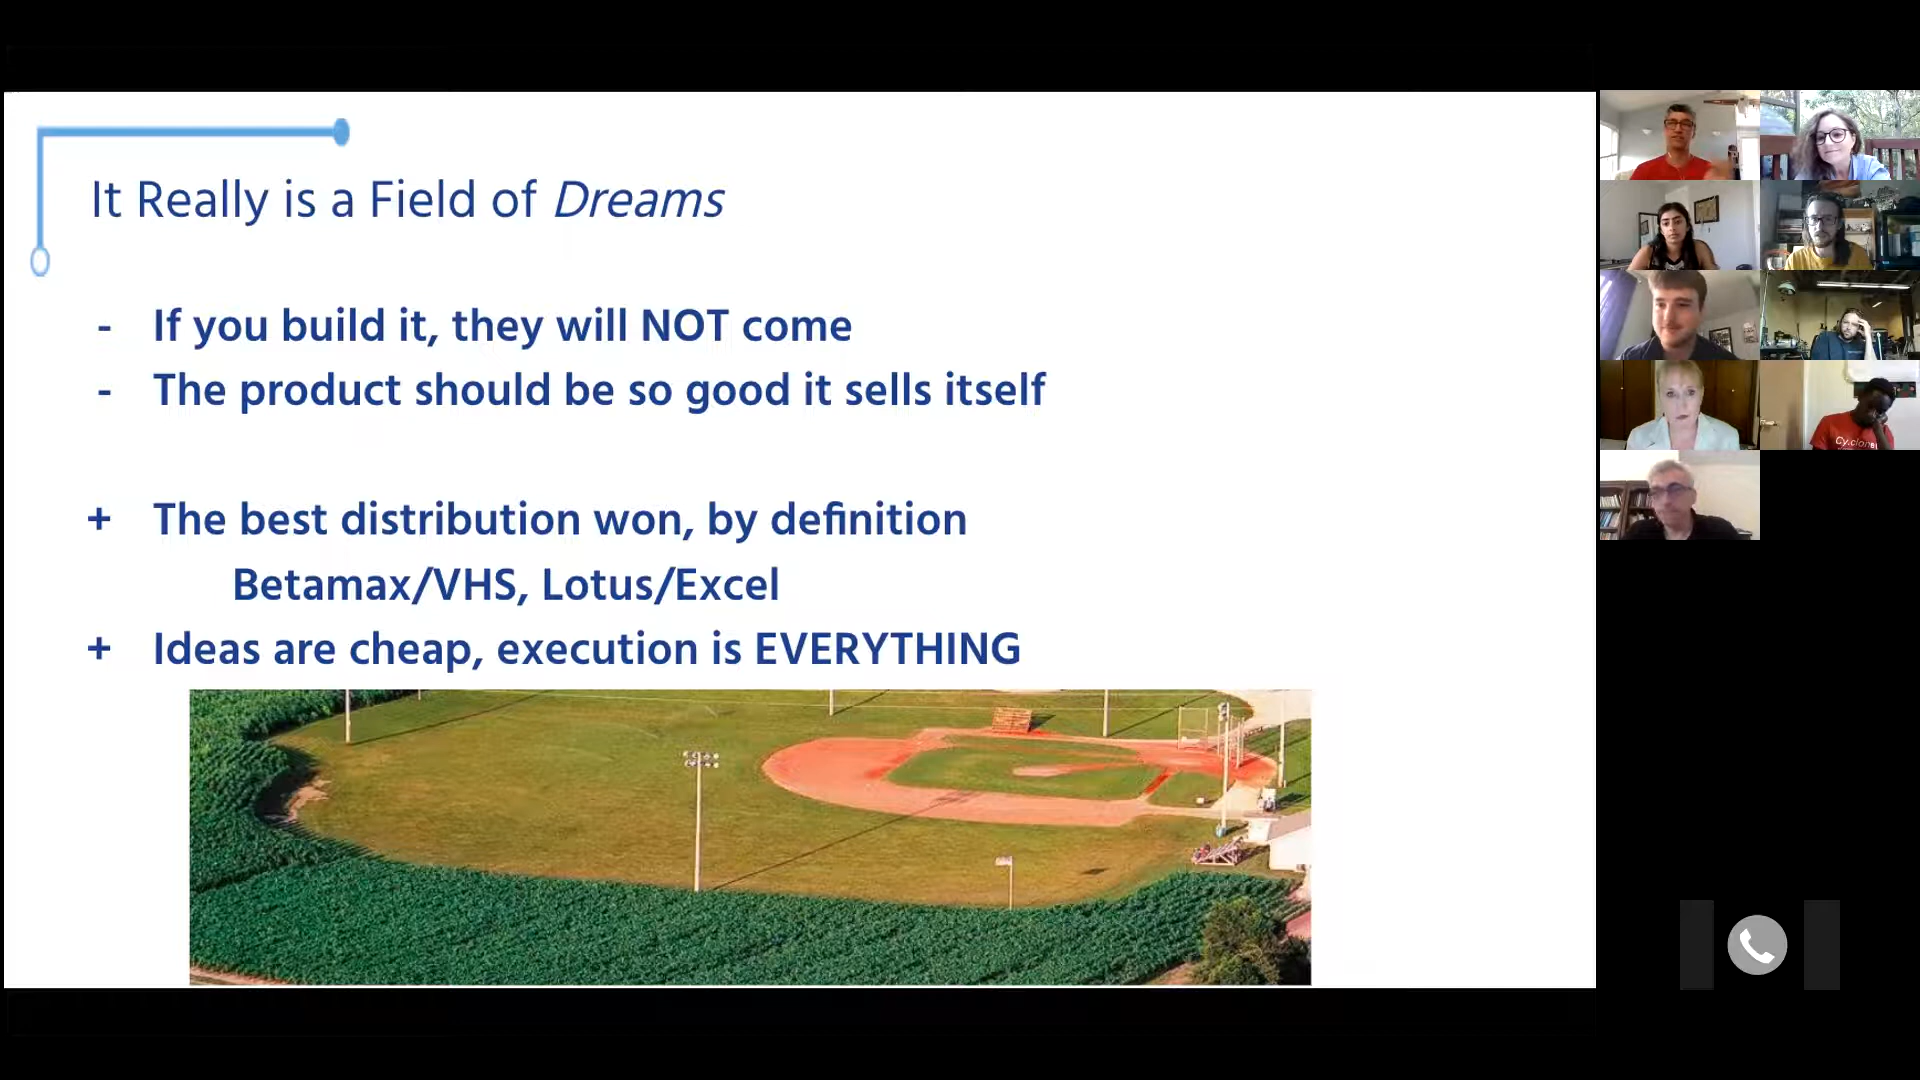 It Really is a Field of Dreams
- If you build it, they will NOT come
- The product should be so good it sells itself
+ The best distribution won, by definition
Betamax/VHS, Lotus/Excel
+ Ideas are cheap, execution is EVERYTHING
Cy.clone